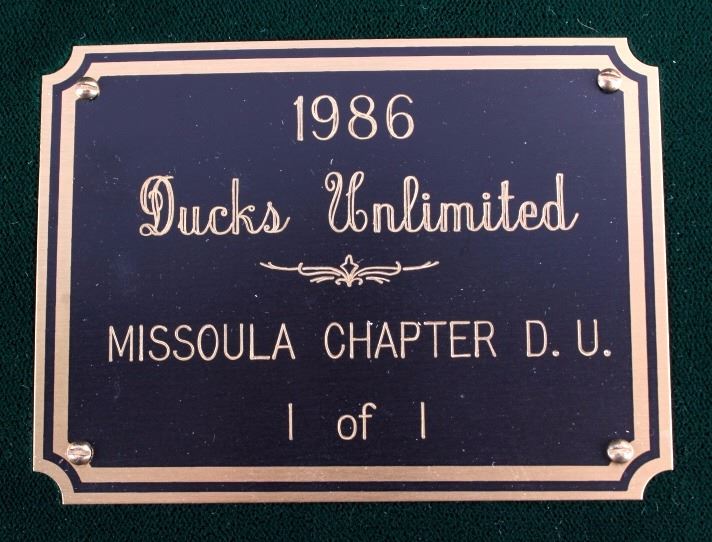 1986
Ducks Unlimited
MISSOULA CHAPTER D. U.
1 of 1